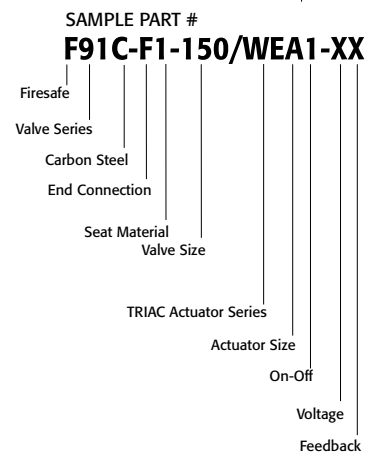 SAMPLE PART #
F91C-F1-150/WEA1-XX
Firesafe
Valve Series
Carbon Steel
End Connection
Seat Material
Valve Size
TRIAC Actuator Series
Actuator Size
On-Off
Voltage
Feedback